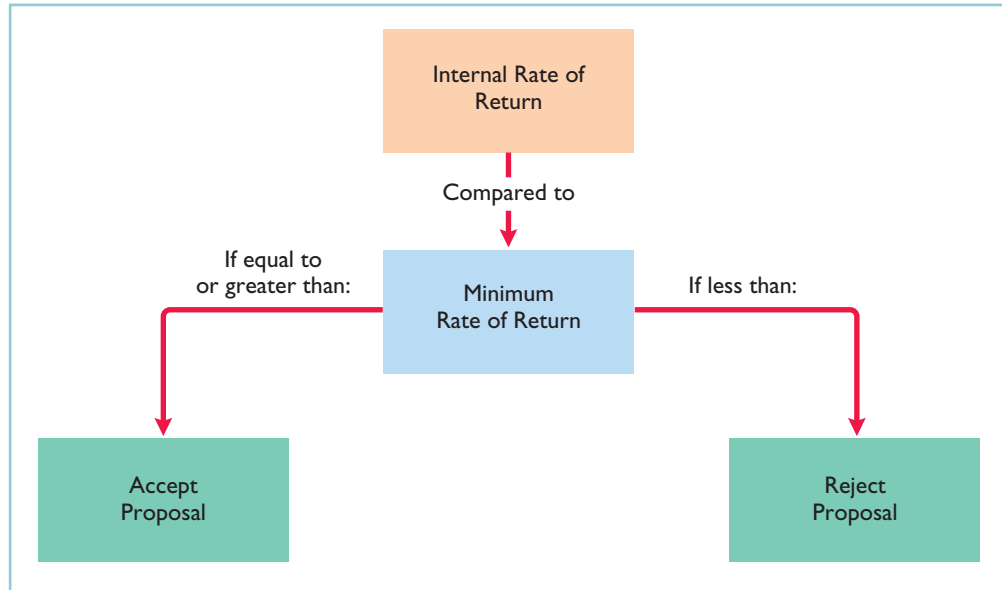 Internal Rate of
Return
Compared to
If equal to
or greater than:
Minimum
Rate of Return
If less than:
Accept
Proposal
Reject
Proposal